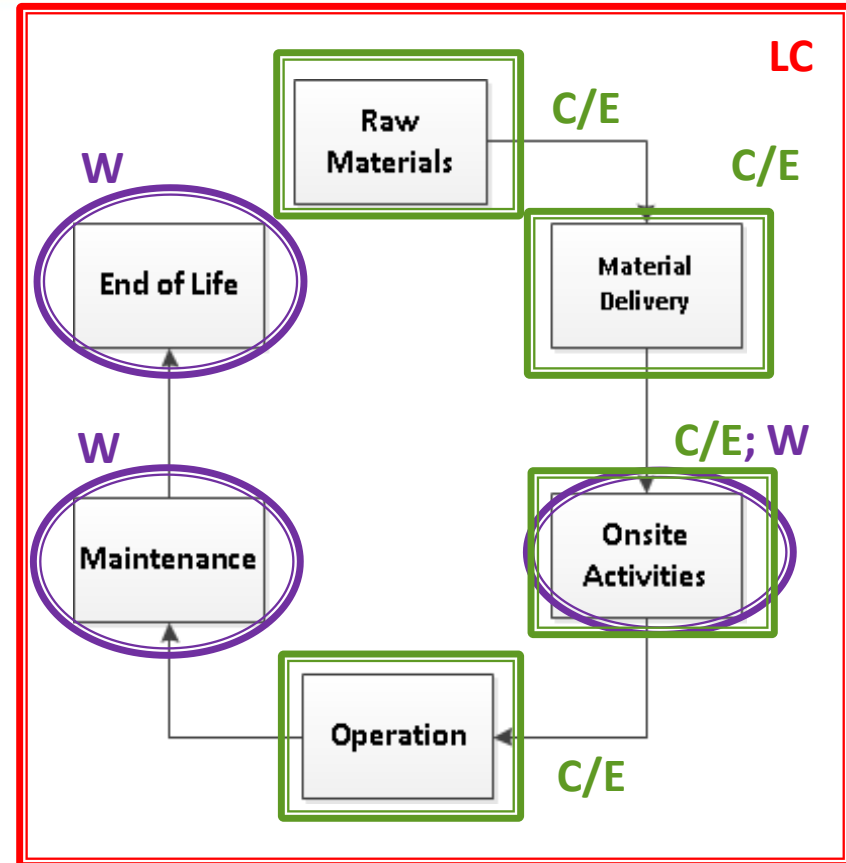 LC
Raw
Materials
C/E
C/E
Material
Delivery
W
End of Life
C/E; W
Onsite
Activities
W
Maintenance
Operation
C/E